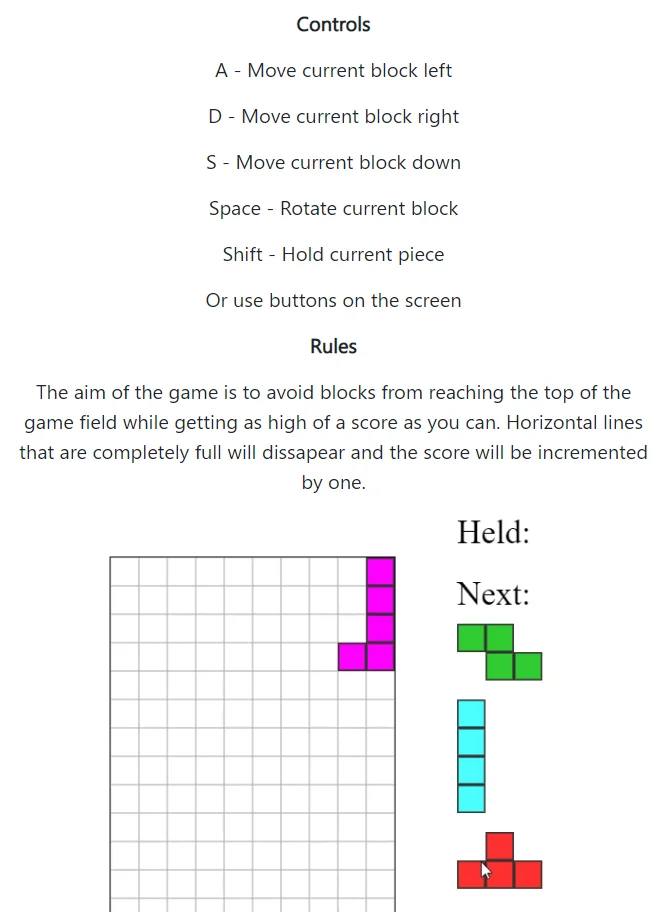 Controls
A - Move current block left
D - Move current block right
S - Move current block down
Space - Rotate current block
Shift - Hold current piece
Or use buttons on the screen
Rules
The aim of the game is to avoid blocks from reaching the top of the
game field while getting as high of a score as you can. Horizontal lines
that are completely full will dissapear and the score will be incremented
by one.
Held:
Next: